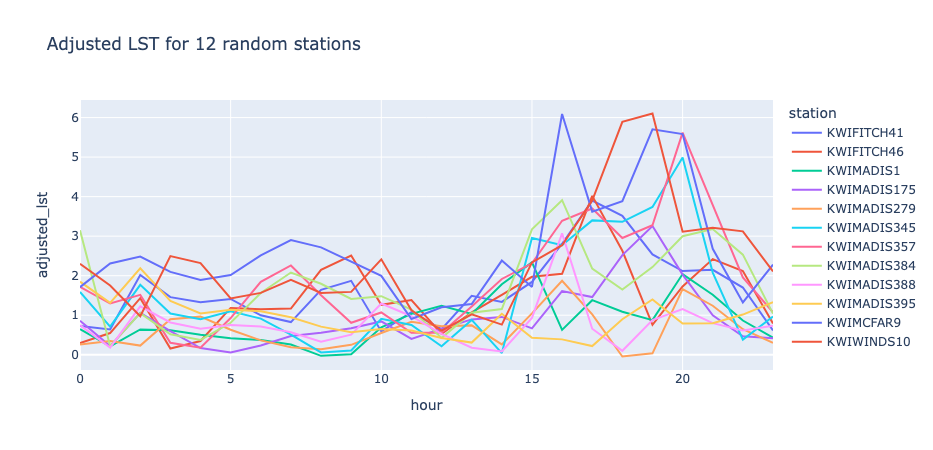 Adjusted LST for 12 random stations
station
KWIFITCH41
KWIFITCH46
KWIMADIS1
KWIMADIS175
KWIMADIS279
KWIMADIS345
KWIMADIS357
KWIMADIS384
KWIMADIS388
KWIMADIS395
KWIMCFAR9
KWIWINDS10
adjusted_lst
6
5
4
3
2
1
0
0
5
10
15
20
hour